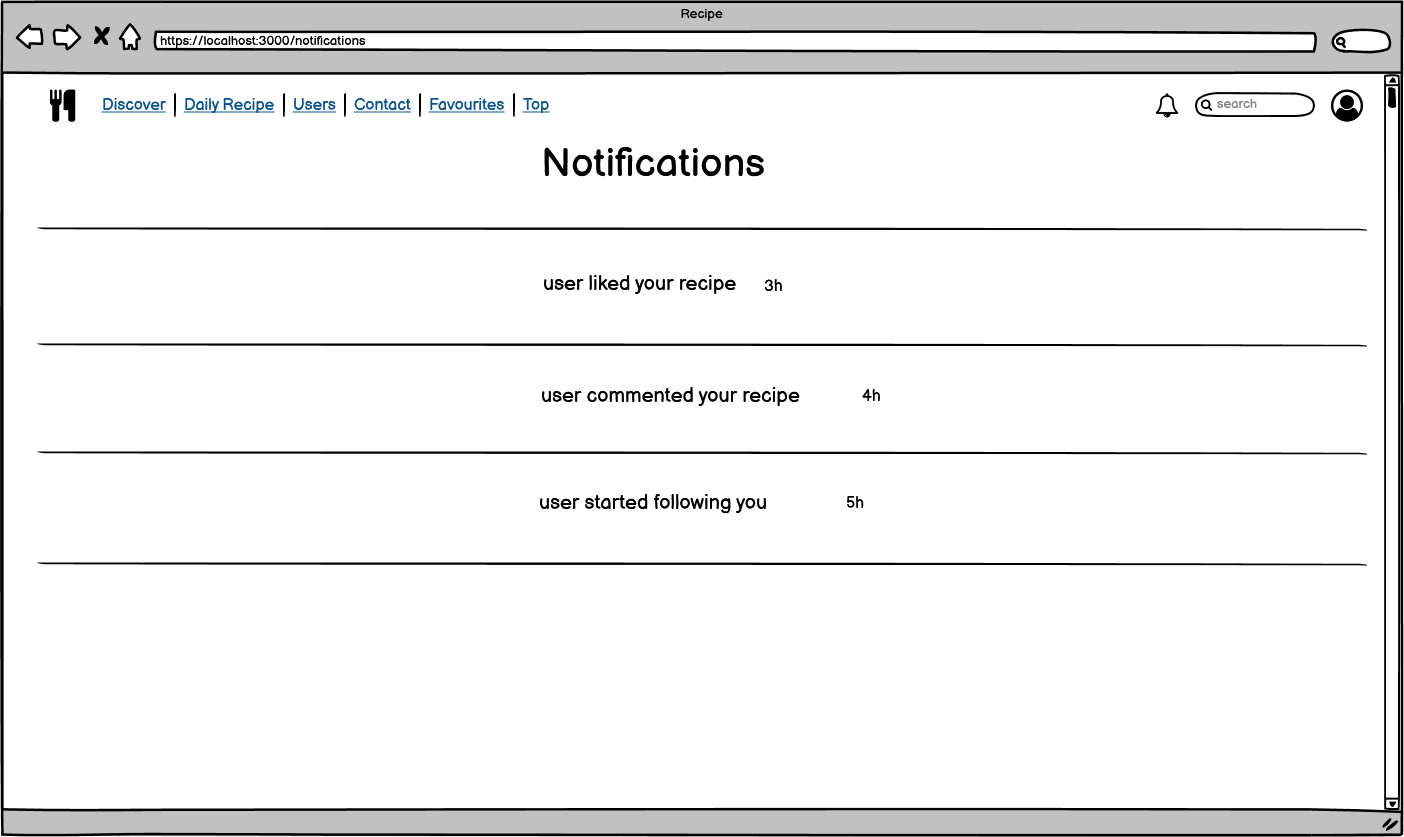 Recipe
https://localhost:3000/notifications
Discover Daily Recipe Users Contact Favourites Top search
Notifications
user liked your recipe 3h
user commented your recipe 4h
user started following you 5h